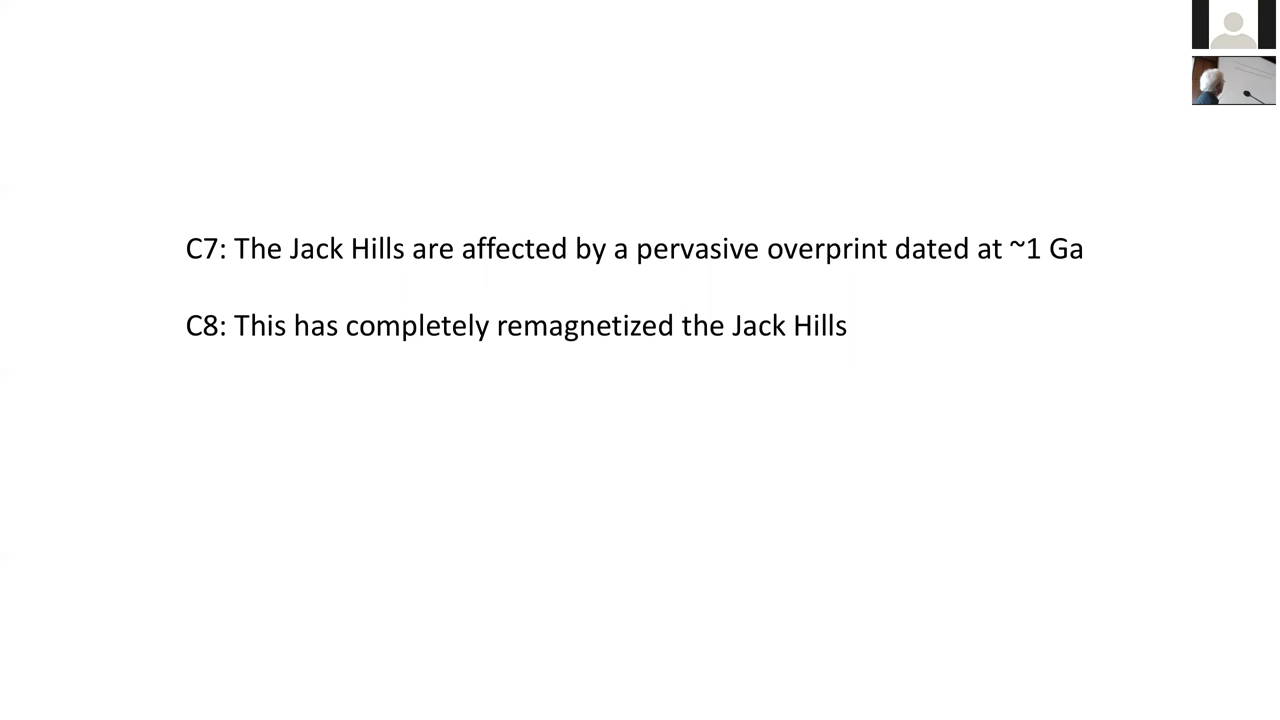 C7: The Jack Hills are affected by a pervasive overprint dated at ~1 Ga
C8: This has completely remagnetized the Jack Hills